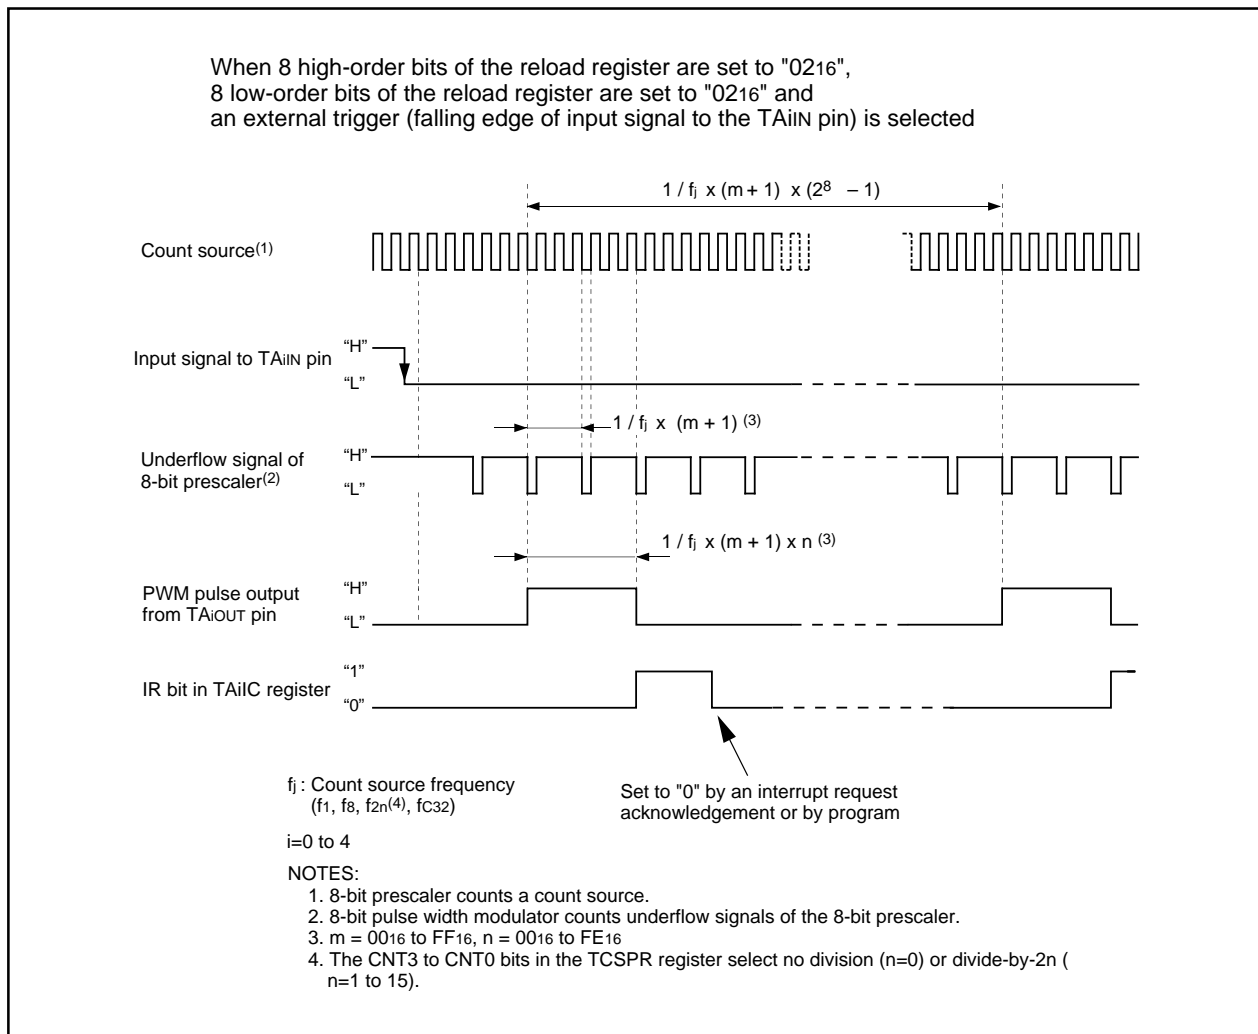 When 8 high-order bits of the reload register are set to "0216",
8 low-order bits of the reload register are set to "0216" and
an external trigger (falling edge of input signal to the TAiIN pin) is selected
1 / fj x (m + 1) x (2^8 – 1)
Count source(1)
Input signal to TAiIN pin
“H”
“L”
1 / fj x (m + 1) (3)
Underflow signal of
8-bit prescaler(2)
“H”
“L”
1 / fj x (m + 1) x n (3)
PWM pulse output
from TAiOUT pin
“H”
“L”
IR bit in TAiIC register
“1”
“0”
fj : Count source frequency
(f1, f8, f2n(4), fC32)
Set to "0" by an interrupt request
acknowledgement or by program
i=0 to 4
NOTES:
1. 8-bit prescaler counts a count source.
2. 8-bit pulse width modulator counts underflow signals of the 8-bit prescaler.
3. m = 0016 to FF16, n = 0016 to FE16
4. The CNT3 to CNT0 bits in the TCSPR register select no division (n=0) or divide-by-2n (
n=1 to 15).